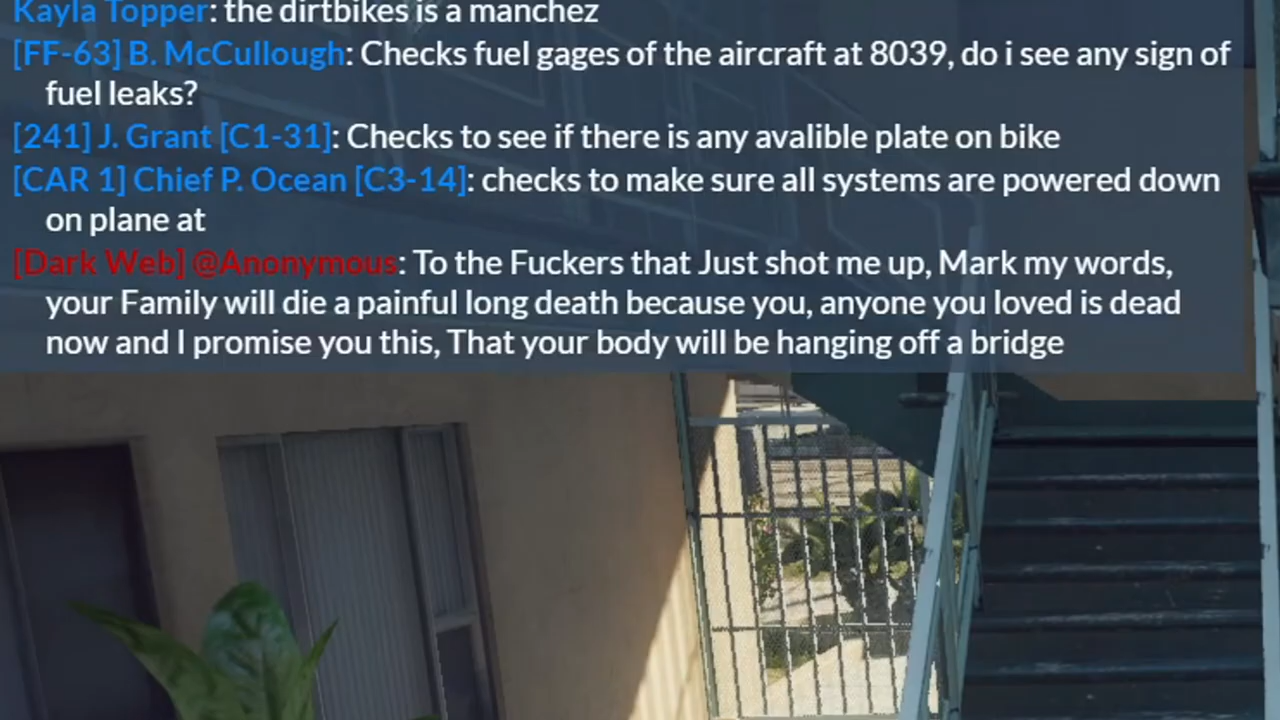 Kayla Topper: the dirtbikes is a manchez
[FF-63] B. McCullough: Checks fuel gages of the aircraft at 8039, do i see any sign of
fuel leaks?
[241] J. Grant [C1-31]: Checks to see if there is any avalible plate on bike
[CAR 1] Chief P. Ocean [C3-14]: checks to make sure all systems are powered down
on plane at
[Dark Web] @Anonymous: To the Fuckers that Just shot me up, Mark my words,
your Family will die a painful long death because you, anyone you loved is dead
now and I promise you this, That your body will be hanging off a bridge